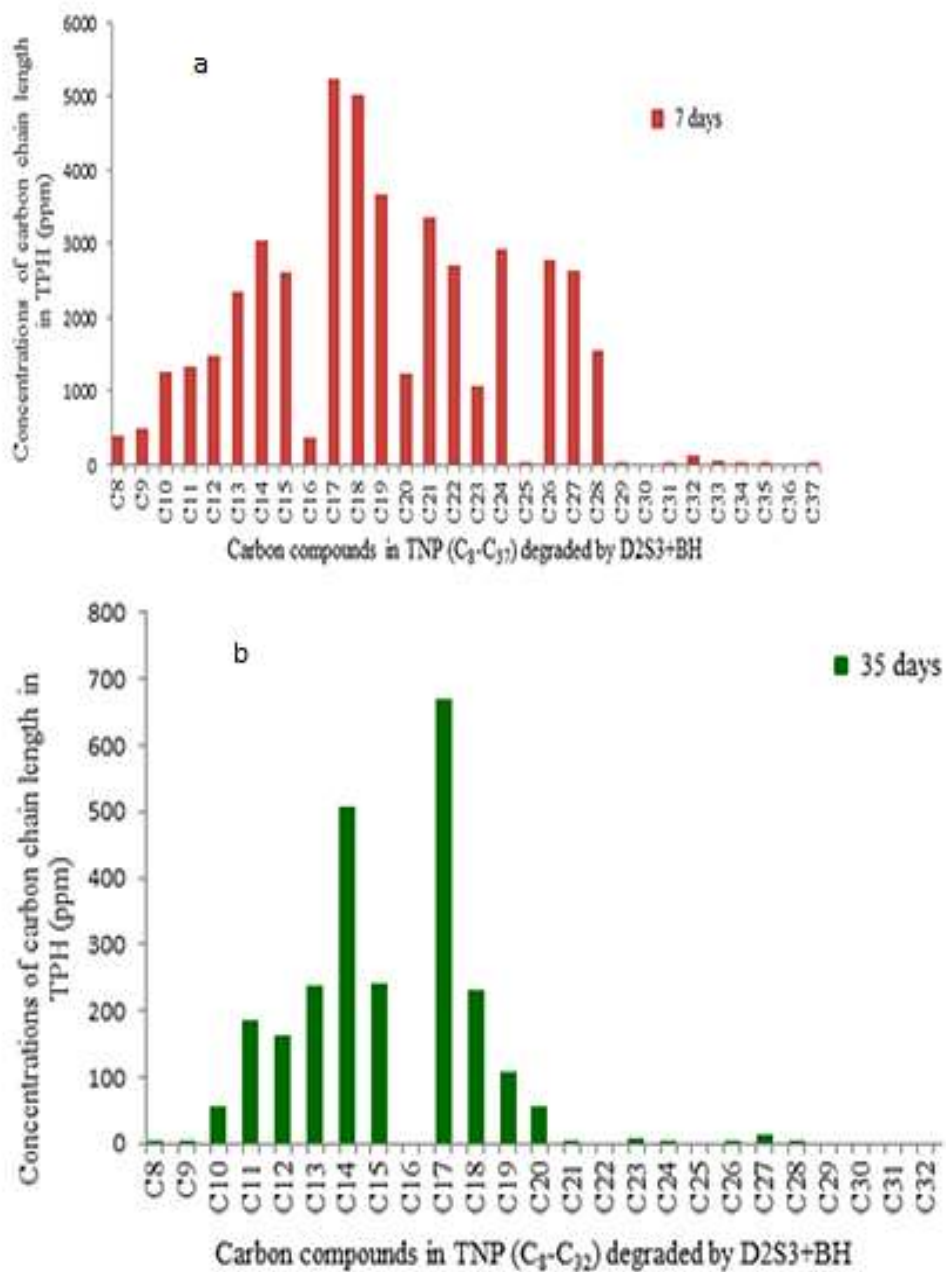 6000
5000
4000
3000
2000
1000
0
Concentrations of carbon chain length
in TPH (ppm)
a
7 days
C8
C9
C10
C11
C12
C13
C14
C15
C16
C17
C18
C19
C20
C21
C22
C23
C24
C25
C26
C27
C28
C29
C30
C31
C32
C33
C34
C35
C36
C37
Carbon compounds in TNP (C₈-C₃₇) degraded by D2S3+BH
800
700
600
500
400
300
200
100
0
Concentrations of carbon chain length in
TPH (ppm)
b
35 days
C8
C9
C10
C11
C12
C13
C14
C15
C16
C17
C18
C19
C20
C21
C22
C23
C24
C25
C26
C27
C28
C29
C30
C31
C32
Carbon compounds in TNP (C₈-C₃₂) degraded by D2S3+BH